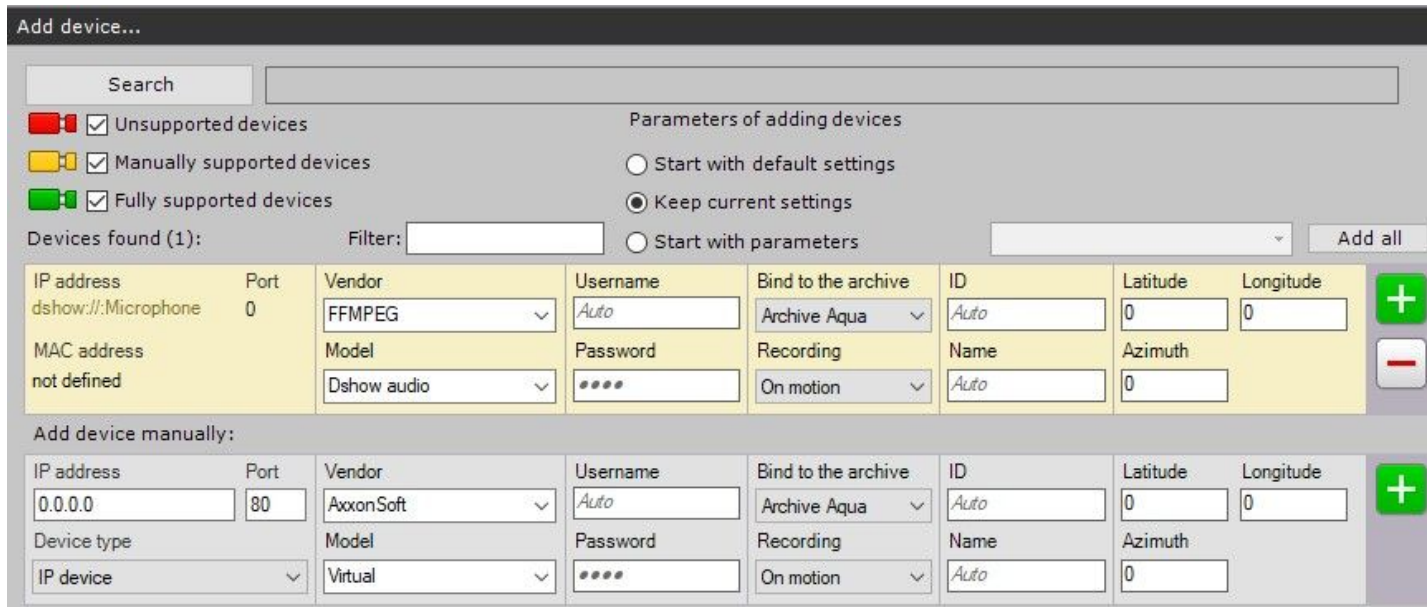 Add device...
Search
Unsupported devices
Parameters of adding devices
Manually supported devices
Start with default settings
Fully supported devices
Keep current settings
Devices found (1):
Filter:
Start with parameters
Add all
IP address Port Vendor Username Bind to the archive ID Latitude Longitude
dshow://:Microphone 0 FFMPEG Auto Archive Aqua Auto 0 0
MAC address Model Password Recording Name Azimuth
not defined Dshow audio •••• On motion Auto 0
Add device manually:
IP address Port Vendor Username Bind to the archive ID Latitude Longitude
0.0.0.0 80 AxxonSoft Auto Archive Aqua Auto 0 0
Device type Model Password Recording Name Azimuth
IP device Virtual •••• On motion Auto 0